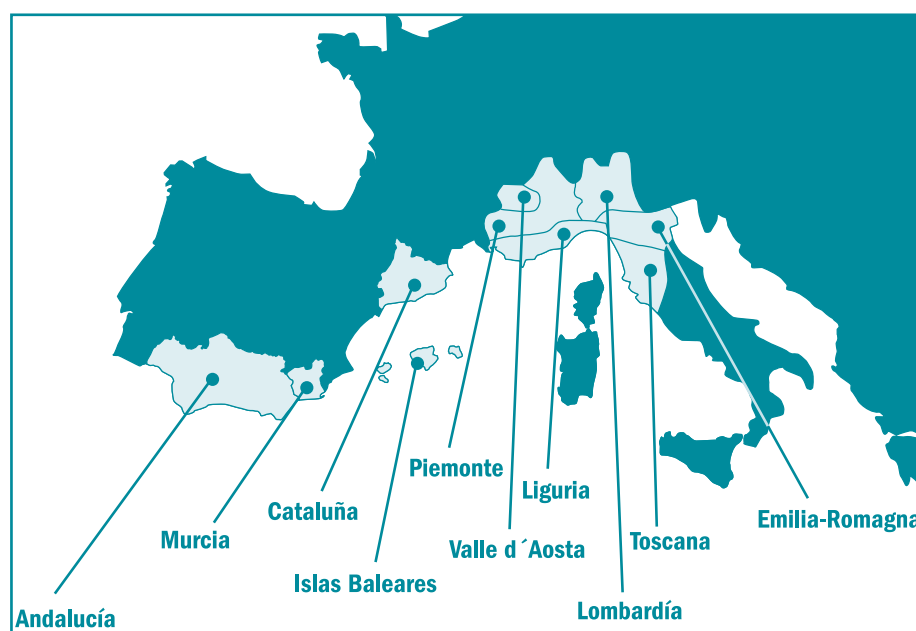 Piemonte
Liguria
Cataluña
Emilia-Romagna
Murcia
Valle d´Aosta
Toscana
Islas Baleares
Lombardía
Andalucía